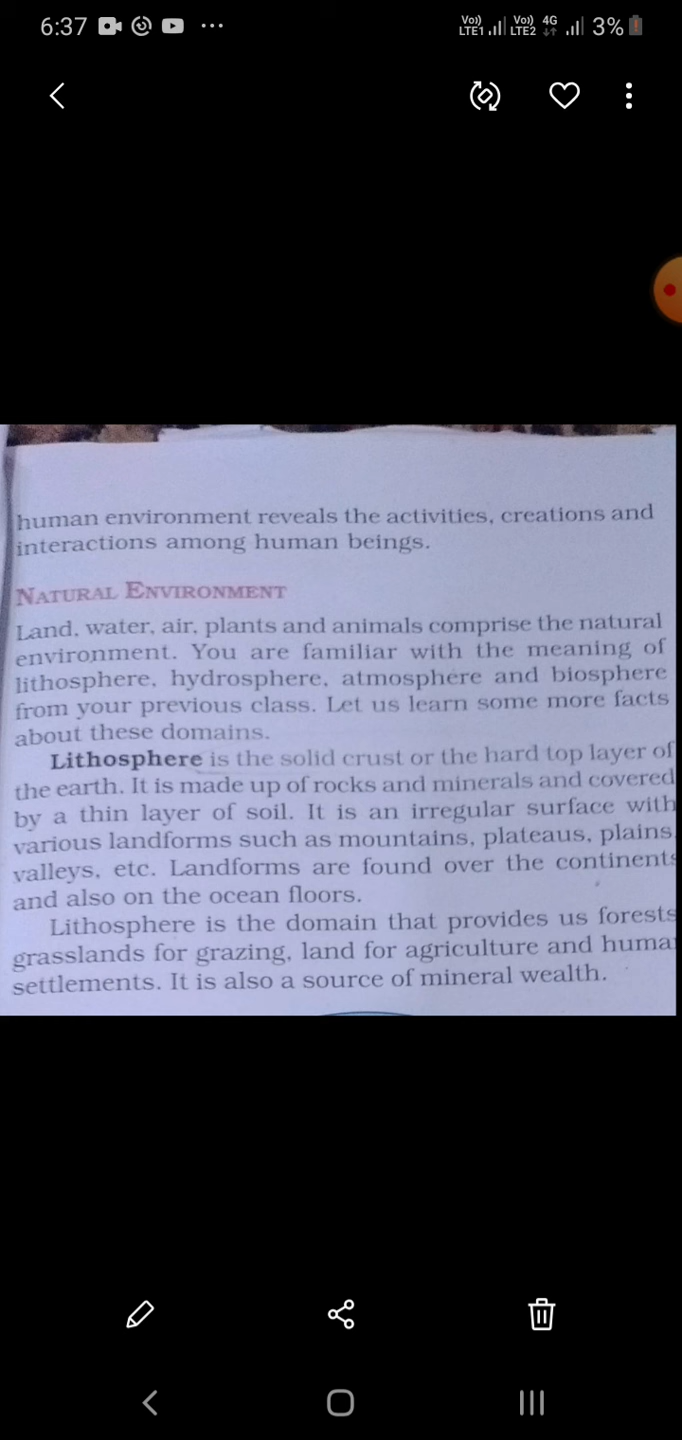 6:37
Vo)) LTE1 Vo)) LTE2 4G 3%
human environment reveals the activities, creations and
interactions among human beings.
NATURAL ENVIRONMENT
Land, water, air, plants and animals comprise the natural
environment. You are familiar with the meaning of
lithosphere, hydrosphere, atmosphere and biosphere
from your previous class. Let us learn some more facts
about these domains.
Lithosphere is the solid crust or the hard top layer of
the earth. It is made up of rocks and minerals and covered
by a thin layer of soil. It is an irregular surface with
various landforms such as mountains, plateaus, plains,
valleys, etc. Landforms are found over the continents
and also on the ocean floors.
Lithosphere is the domain that provides us forests
grasslands for grazing, land for agriculture and huma
settlements. It is also a source of mineral wealth.